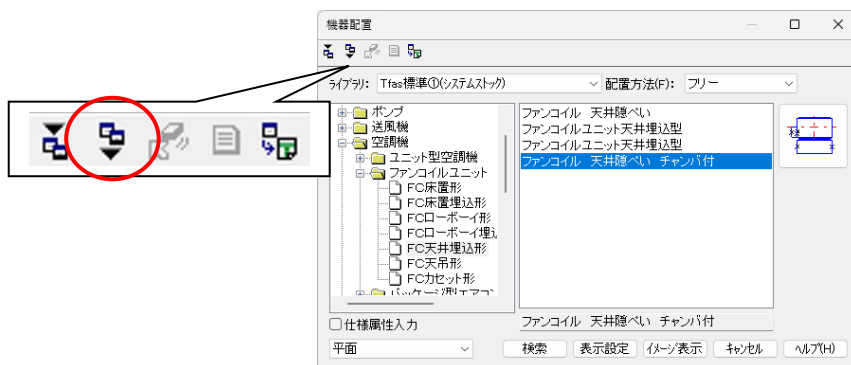 機器配置
ﾗｲﾌﾞﾗﾘ: Tfas標準①(システムストック) 配置方法(F): フリー
ポンプ
送風機
空調機
ユニット型空調機
ファンコイルユニット
FC床置形
FC床置埋込形
FCローボーイ形
FCローボーイ埋込
FC天井埋込形
FC天吊形
FCカセット形
パッケージ型エアコン
ファンコイル 天井隠ぺい
ファンコイルユニット天井埋込型
ファンコイルユニット天井埋込型
ファンコイル 天井隠ぺい チャンバ付
仕様属性入力
ファンコイル 天井隠ぺい チャンバ付
平面 検索 表示設定 ｲﾒｰｼﾞ表示 ｷｬﾝｾﾙ ﾍﾙﾌﾟ(H)